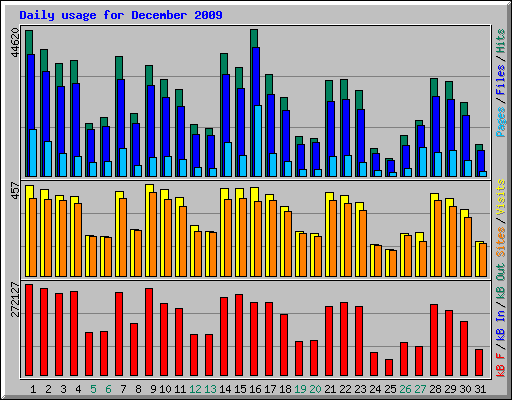 Daily usage for December 2009
44620
Pages / Files / Hits
457
Sites / Visits
272127
kB F / kB In / kB Out
1 2 3 4 5 6 7 8 9 10 11 12 13 14 15 16 17 18 19 20 21 22 23 24 25 26 27 28 29 30 31